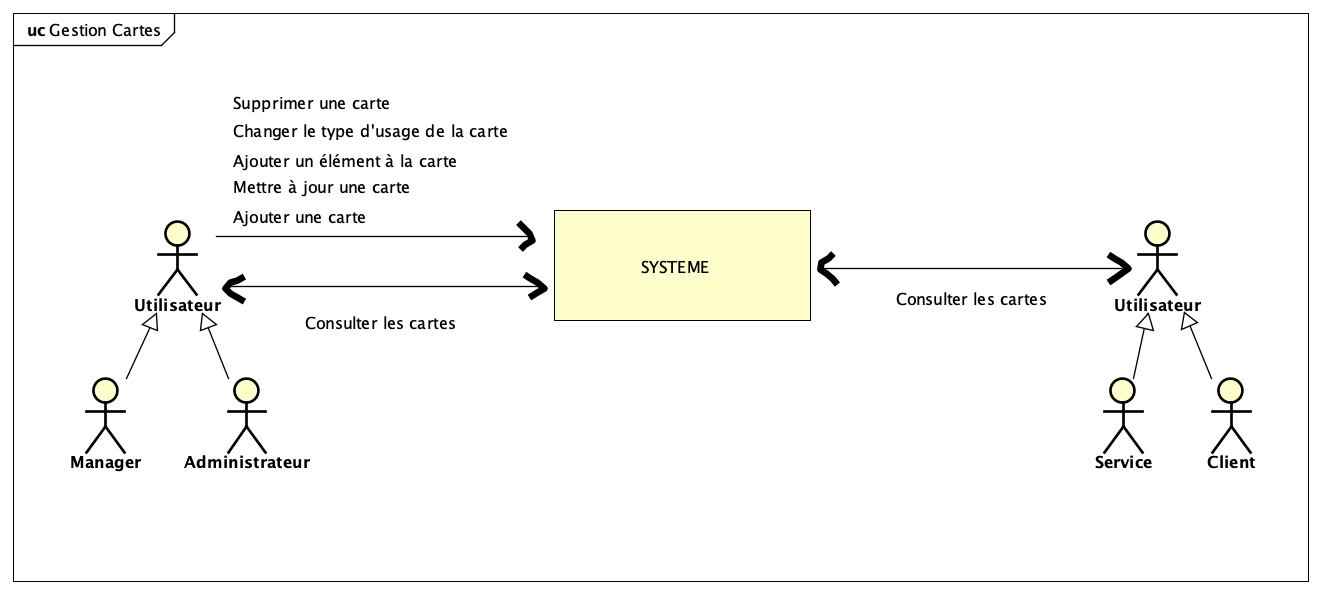 uc Gestion Cartes
Supprimer une carte
Changer le type d'usage de la carte
Ajouter un élémént à la carte
Mettre à jour une carte
Ajouter une carte
SYSTEME
Consulter les cartes
Consulter les cartes
Utilisateur
Utilisateur
Manager
Administrateur
Service
Client